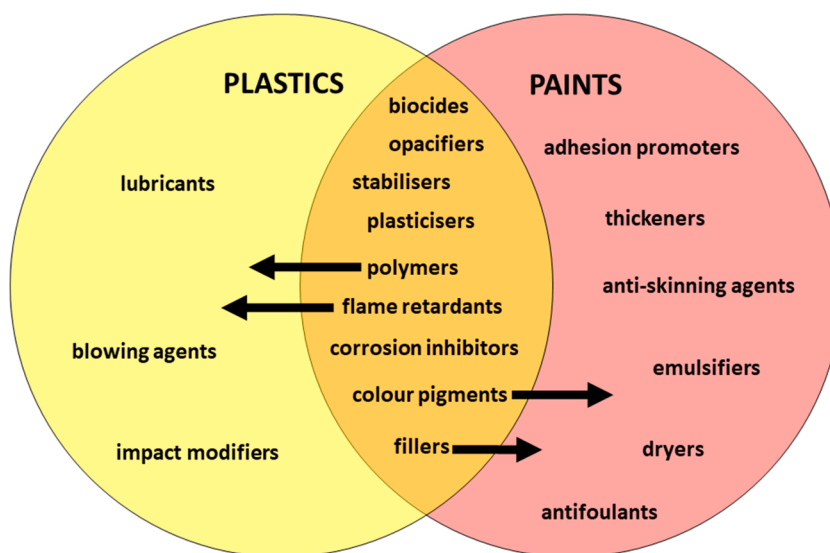 PLASTICS
PAINTS
biocides
opacifiers
adhesion promoters
lubricants
stabilisers
plasticisers
thickeners
polymers
anti-skinning agents
flame retardants
blowing agents
corrosion inhibitors
emulsifiers
colour pigments
impact modifiers
fillers
dryers
antifoulants